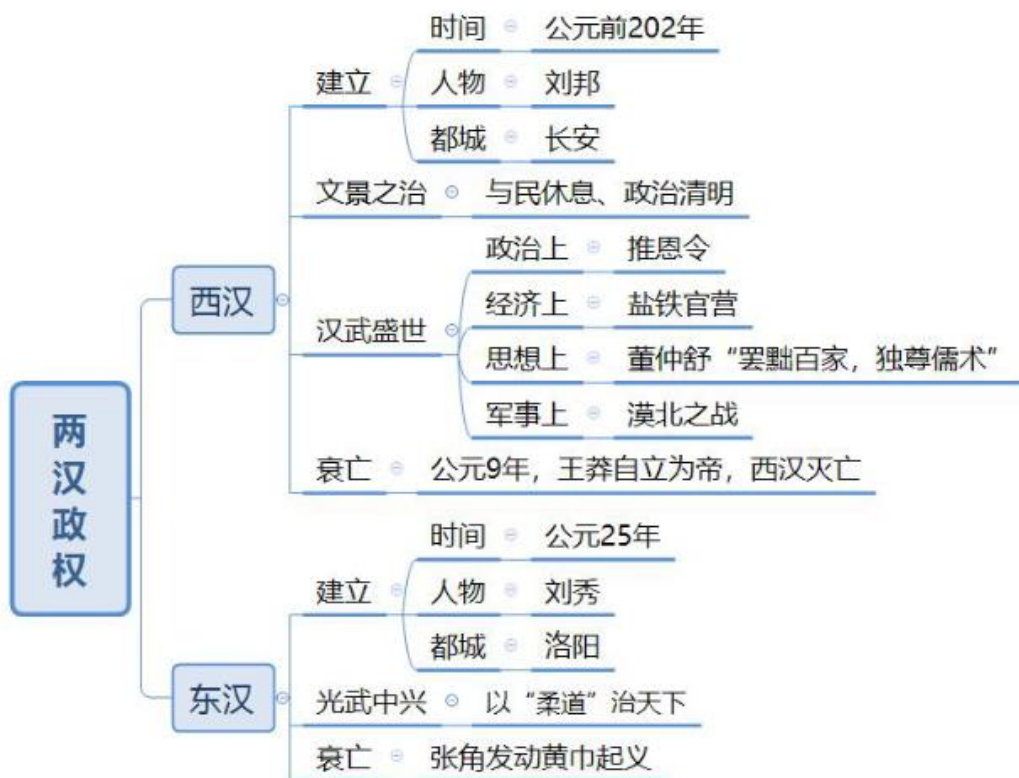 两汉政权
西汉
建立
时间 公元前202年
人物 刘邦
都城 长安
文景之治 与民休息、政治清明
汉武盛世
政治上 推恩令
经济上 盐铁官营
思想上 董仲舒“罢黜百家，独尊儒术”
军事上 漠北之战
衰亡 公元9年，王莽自立为帝，西汉灭亡
东汉
建立
时间 公元25年
人物 刘秀
都城 洛阳
光武中兴 以“柔道”治天下
衰亡 张角发动黄巾起义